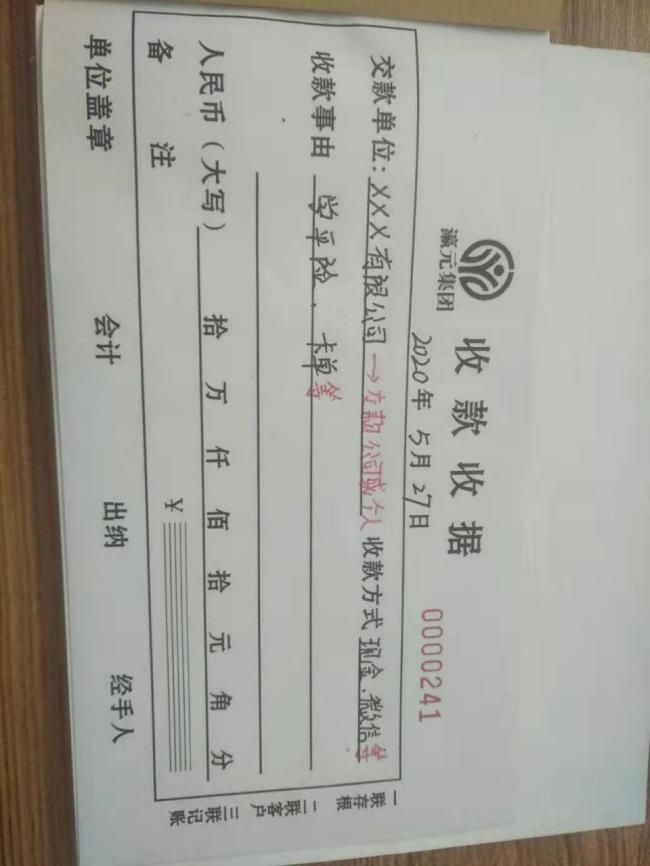 瀛元集团
收款收据
0000241
2020年 5月 27日
交款单位：XXX有限公司 → 交款公司或个人 收款方式 现金、微信等
收款事由 学平险、卡单等
人民币（大写） 拾 万 仟 佰 拾 元 角 分
备 注 ¥
单位盖章 会计 出纳 经手人
一联存根
二联客户
三联记账